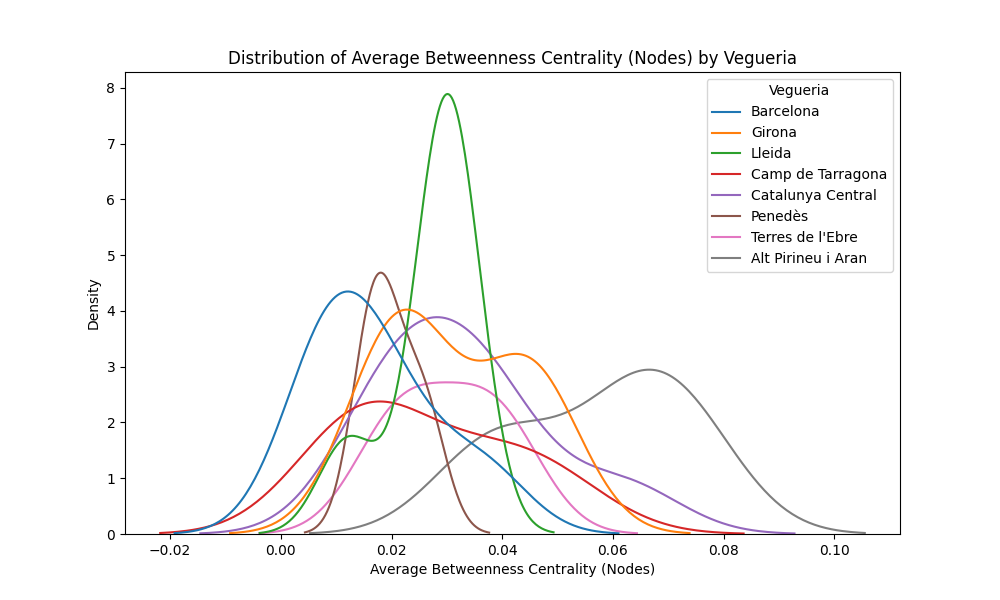 Distribution of Average Betweenness Centrality (Nodes) by Vegueria
Vegueria
Barcelona
Girona
Lleida
Camp de Tarragona
Catalunya Central
Penedès
Terres de l'Ebre
Alt Pirineu i Aran
Density
8
7
6
5
4
3
2
1
0
−0.02
0.00
0.02
0.04
0.06
0.08
0.10
Average Betweenness Centrality (Nodes)